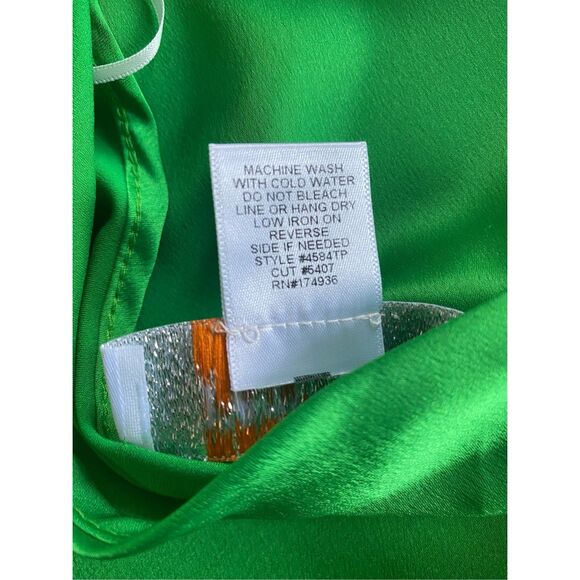 MACHINE WASH
WITH COLD WATER
DO NOT BLEACH
LINE OR HANG DRY
LOW IRON ON
REVERSE
SIDE IF NEEDED
STYLE #4584TP
CUT #5407
RN#174936